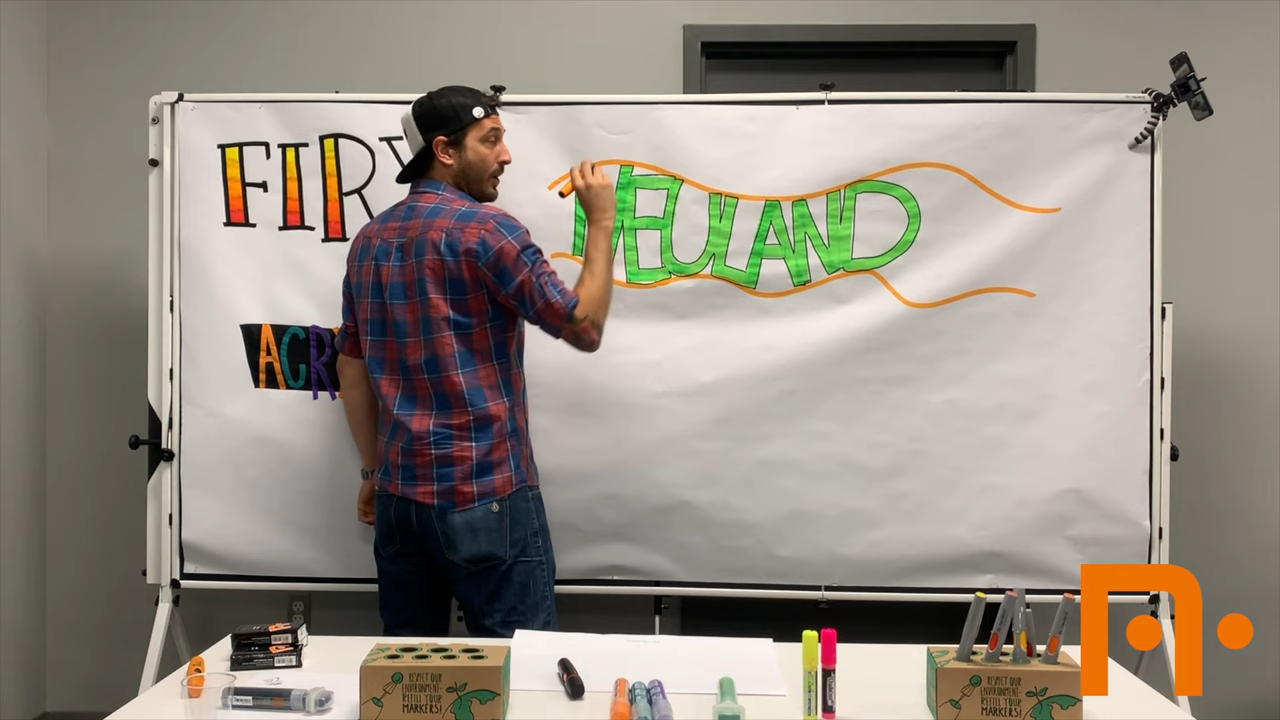 FIR
NEULAND
ACR
RESPECT OUR
ENVIRONMENT-
REFILL YOUR
MARKERS!
RESPECT OUR
ENVIRONMENT-
REFILL YOUR
MARKERS!